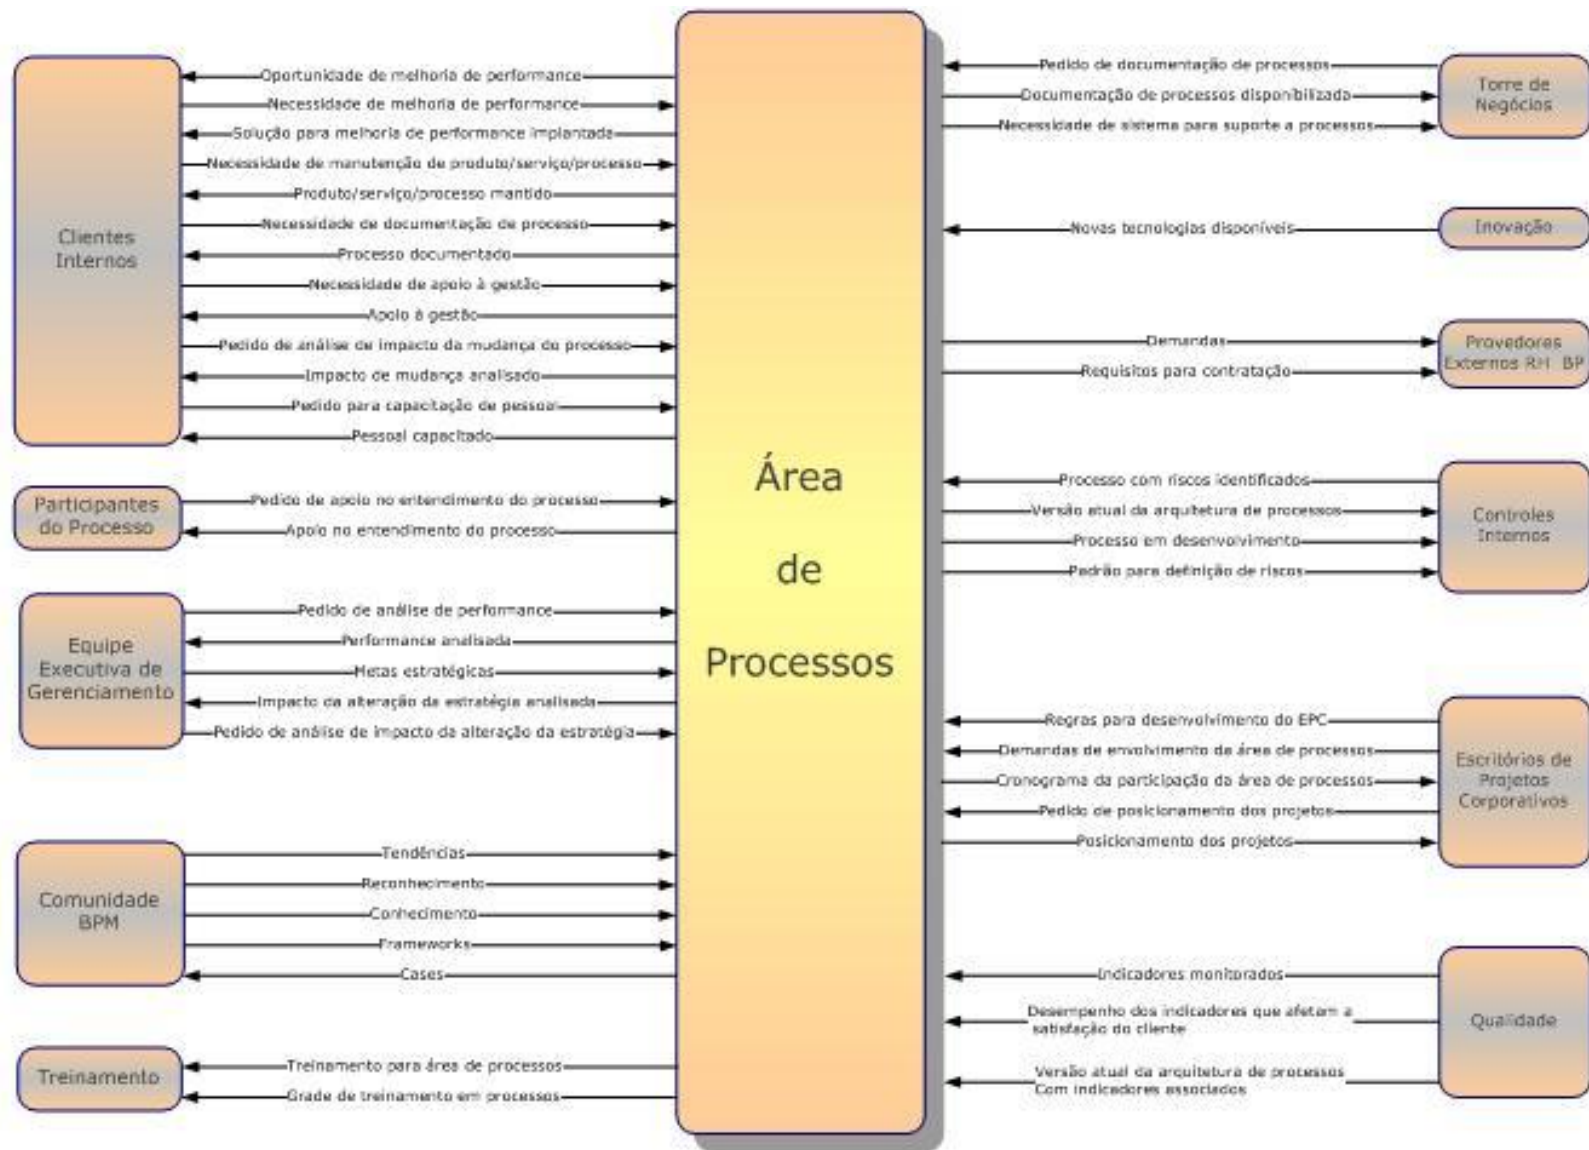 Clientes
Internos
Oportunidade de melhoria de performance
Necessidade de melhoria de performance
Solução para melhoria de performance implantada
Necessidade de manutenção de produto/serviço/processo
Produto/serviço/processo mantido
Necessidade de documentação de processo
Processo documentado
Necessidade de apoio à gestão
Apoio à gestão
Pedido de análise de impacto da mudança do processo
Impacto de mudança analisado
Pedido para capacitação de pessoal
Pessoal capacitado
Participantes
do Processo
Pedido de apoio no entendimento do processo
Apoio no entendimento do processo
Equipe
Executiva de
Gerenciamento
Pedido de análise de performance
Performance analisada
Metas estratégicas
Impacto da alteração da estratégia analisada
Pedido de análise de impacto da alteração da estratégia
Comunidade
BPM
Tendências
Reconhecimento
Conhecimento
Frameworks
Cases
Treinamento
Treinamento para área de processos
Grade de treinamento em processos
Área
de
Processos
Pedido de documentação de processos
Documentação de processos disponibilizada
Necessidade de sistema para suporte a processos
Torre de
Negócios
Novas tecnologias disponíveis
Inovação
Demandas
Requisitos para contratação
Provedores
Externos RH BP
Processo com riscos identificados
Versão atual da arquitetura de processos
Processo em desenvolvimento
Padrão para definição de riscos
Controles
Internos
Regras para desenvolvimento do EPC
Demandas de envolvimento da área de processos
Cronograma da participação da área de processos
Pedido de posicionamento dos projetos
Posicionamento dos projetos
Escritórios de
Projetos
Corporativos
Indicadores monitorados
Desempenho dos indicadores que afetam a
satisfação do cliente
Versão atual da arquitetura de processos
Com indicadores associados
Qualidade